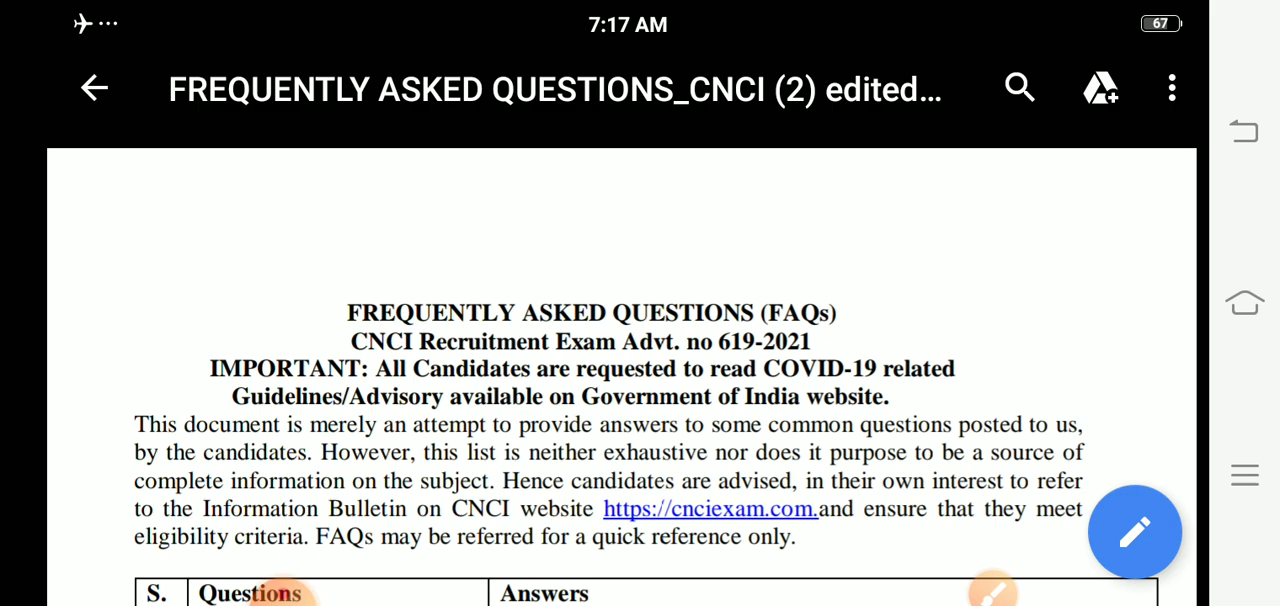 7:17 AM
67
FREQUENTLY ASKED QUESTIONS_CNCI (2) edited...
FREQUENTLY ASKED QUESTIONS (FAQs)
CNCI Recruitment Exam Advt. no 619-2021
IMPORTANT: All Candidates are requested to read COVID-19 related
Guidelines/Advisory available on Government of India website.
This document is merely an attempt to provide answers to some common questions posted to us,
by the candidates. However, this list is neither exhaustive nor does it purpose to be a source of
complete information on the subject. Hence candidates are advised, in their own interest to refer
to the Information Bulletin on CNCI website https://cnciexam.com.and ensure that they meet
eligibility criteria. FAQs may be referred for a quick reference only.
S. Questions Answers